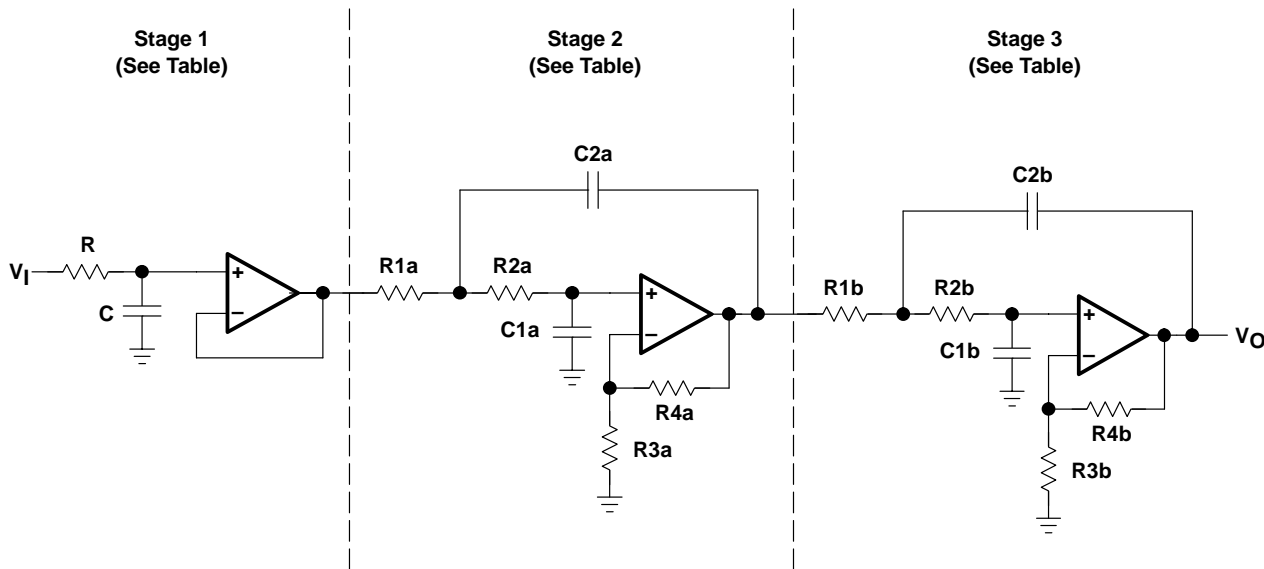 Stage 1
(See Table)
Stage 2
(See Table)
Stage 3
(See Table)
C2a
C2b
R
VI
C
+
−
R1a
R2a
C1a
+
−
R4a
R3a
R1b
R2b
C1b
+
−
R4b
R3b
VO